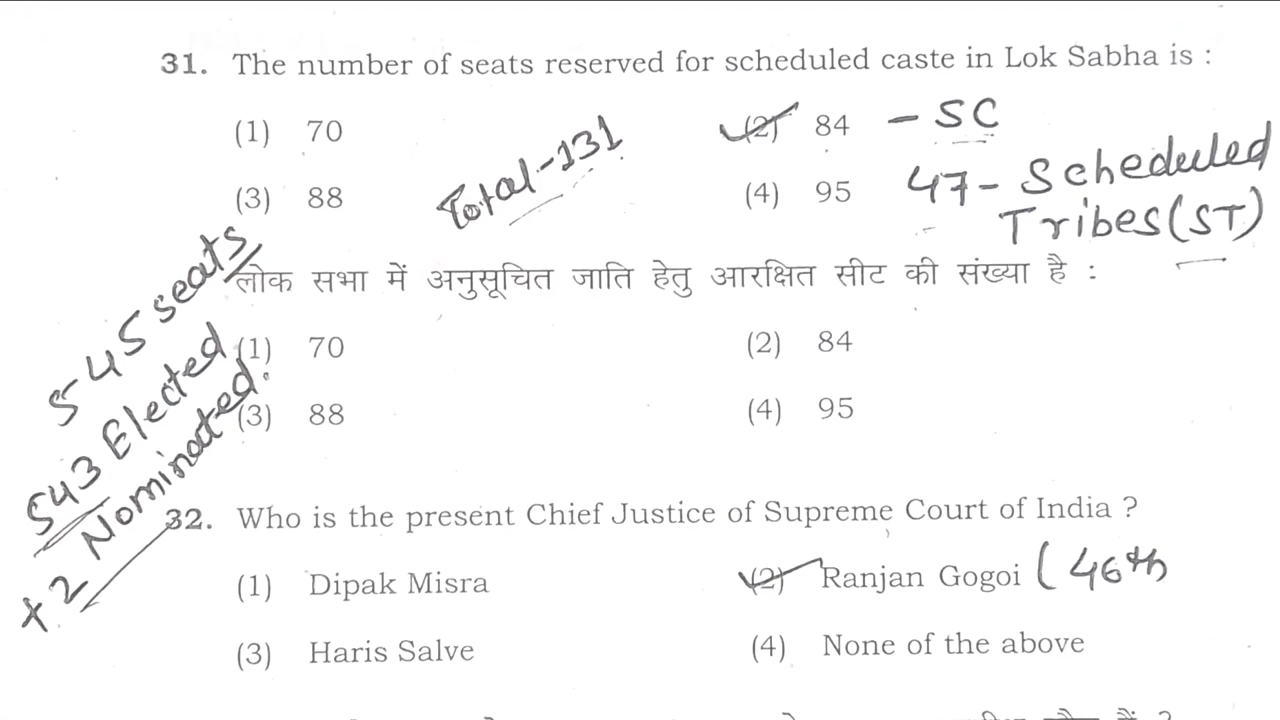 31. The number of seats reserved for scheduled caste in Lok Sabha is :
(1) 70
(2) 84 - SC
Total-131
(3) 88
(4) 95
47- Scheduled
Tribes (ST)
लोक सभा में अनुसूचित जाति हेतु आरक्षित सीट की संख्या है :
(1) 70
(2) 84
(3) 88
(4) 95
545 seats
543 Elected
+2 Nominated.
32. Who is the present Chief Justice of Supreme Court of India ?
(1) Dipak Misra
(2) Ranjan Gogoi (46th
(3) Haris Salve
(4) None of the above